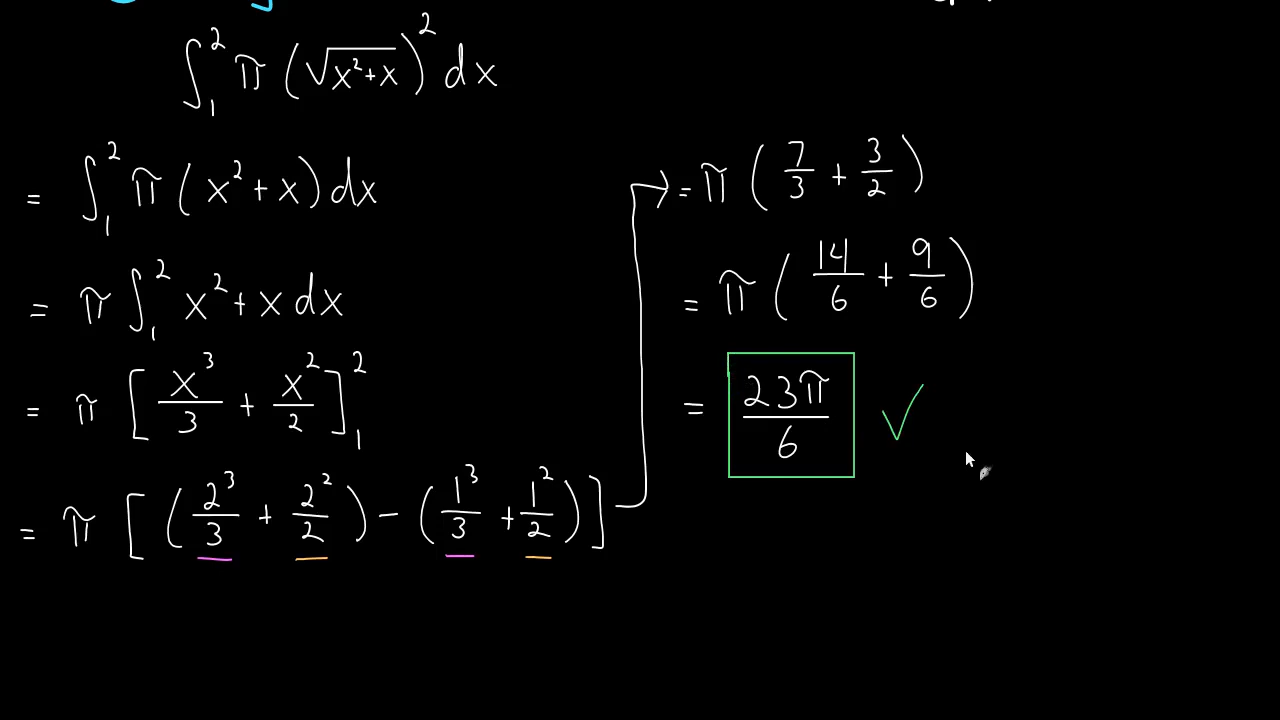 ∫₁² π (√(x²+x))² dx
= ∫₁² π (x² + x) dx
= π ∫₁² x² + x dx
= π [x³/3 + x²/2]₁²
= π [(2³/3 + 2²/2) − (1³/3 + 1²/2)]
= π (7/3 + 3/2)
= π (14/6 + 9/6)
= 23π/6 ✓